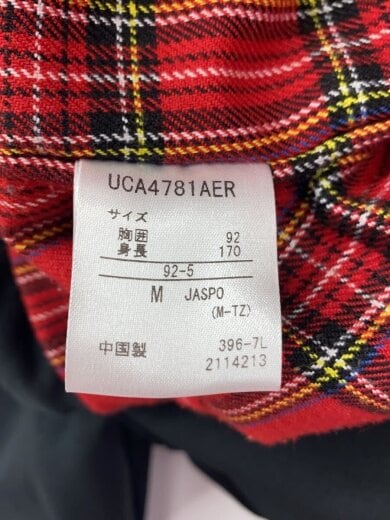 UCA4781AER
サイズ
胸囲 92
身長 170
92-5
M JASPO
(M-TZ)
中国製 396-7L
2114213